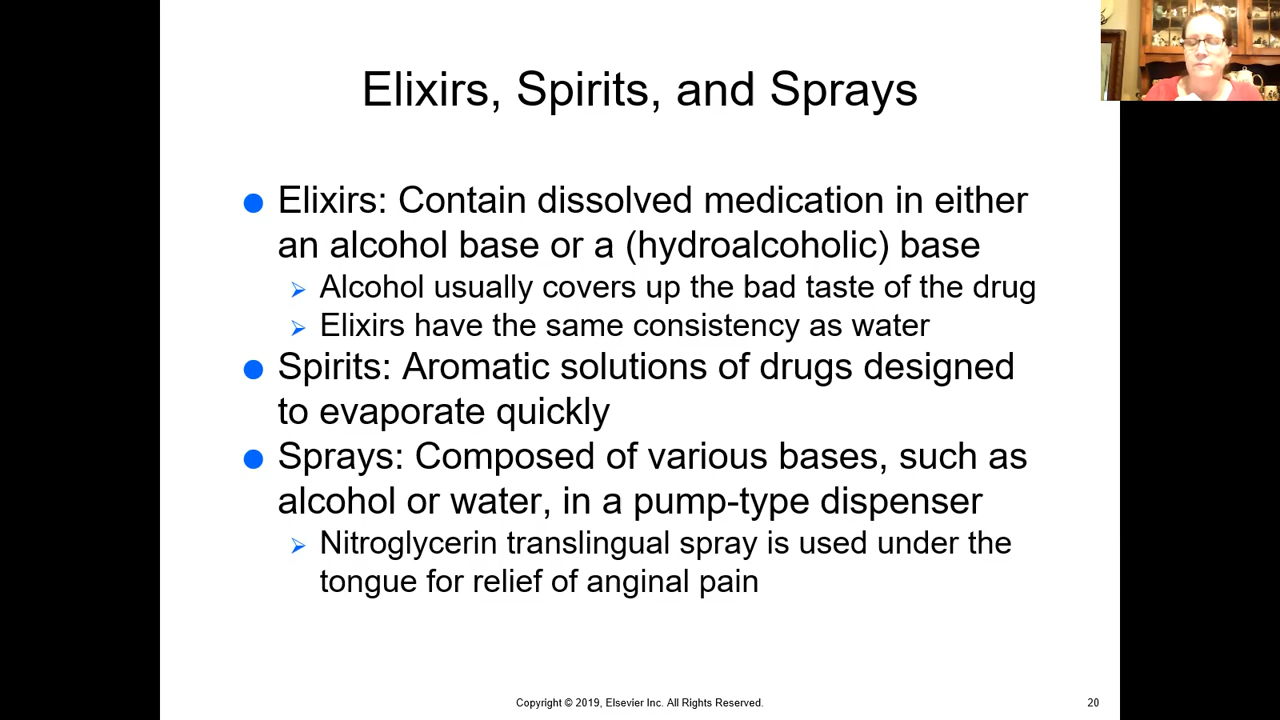 Elixirs, Spirits, and Sprays
Elixirs: Contain dissolved medication in either
an alcohol base or a (hydroalcoholic) base
Alcohol usually covers up the bad taste of the drug
Elixirs have the same consistency as water
Spirits: Aromatic solutions of drugs designed
to evaporate quickly
Sprays: Composed of various bases, such as
alcohol or water, in a pump-type dispenser
Nitroglycerin translingual spray is used under the
tongue for relief of anginal pain
Copyright © 2019, Elsevier Inc. All Rights Reserved.
20